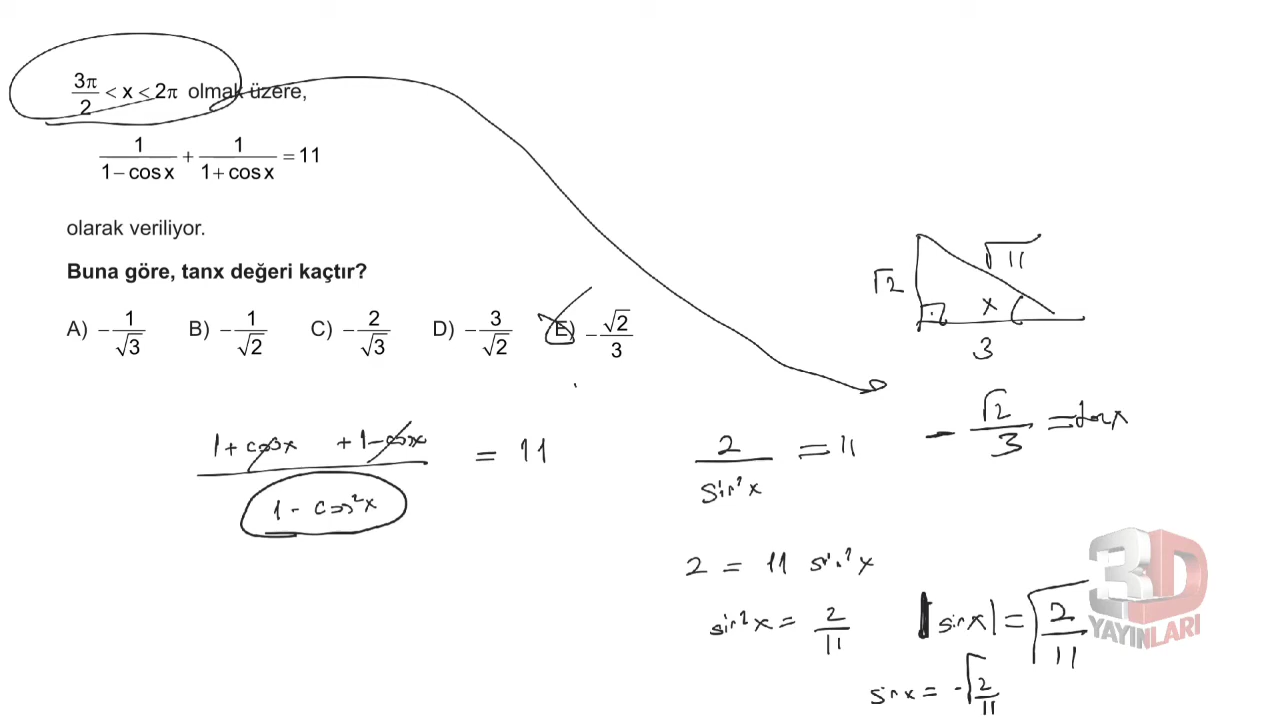 3π/2 < x < 2π olmak üzere,
1/(1 − cosx) + 1/(1 + cosx) = 11
olarak veriliyor.
Buna göre, tanx değeri kaçtır?
A) −1/√3 B) −1/√2 C) −2/√3 D) −3/√2 E) −√2/3
√11
√2
x
3
−√2/3 = tanx
(1 + cosx + 1 − cosx)/(1 − cos²x) = 11
2/sin²x = 11
2 = 11 sin²x
sin²x = 2/11
|sinx| = √(2/11)
sinx = −√(2/11)
3D
YAYINLARI